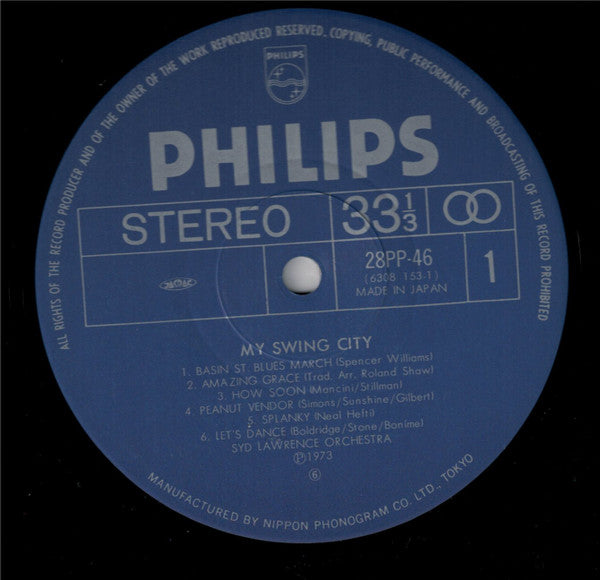 ALL RIGHTS OF THE RECORD PRODUCER AND OF THE OWNER OF THE WORK REPRODUCED RESERVED. COPYING, PUBLIC PERFORMANCE AND BROADCASTING OF THIS RECORD PROHIBITED
PHILIPS
PHILIPS
STEREO
33 1/3
28PP-46
(6308 153-1)
MADE IN JAPAN
1
MY SWING CITY
1. BASIN ST. BLUES MARCH (Spencer Williams)
2. AMAZING GRACE (Trad. Arr. Roland Shaw)
3. HOW SOON (Mancini/Stillman)
4. PEANUT VENDOR (Simons/Sunshine/Gilbert)
5. SPLANKY (Neal Hefti)
6. LET'S DANCE (Boldridge/Stone/Bonime)
SYD LAWRENCE ORCHESTRA
Ⓟ1973
⑥
MANUFACTURED BY NIPPON PHONOGRAM CO. LTD., TOKYO